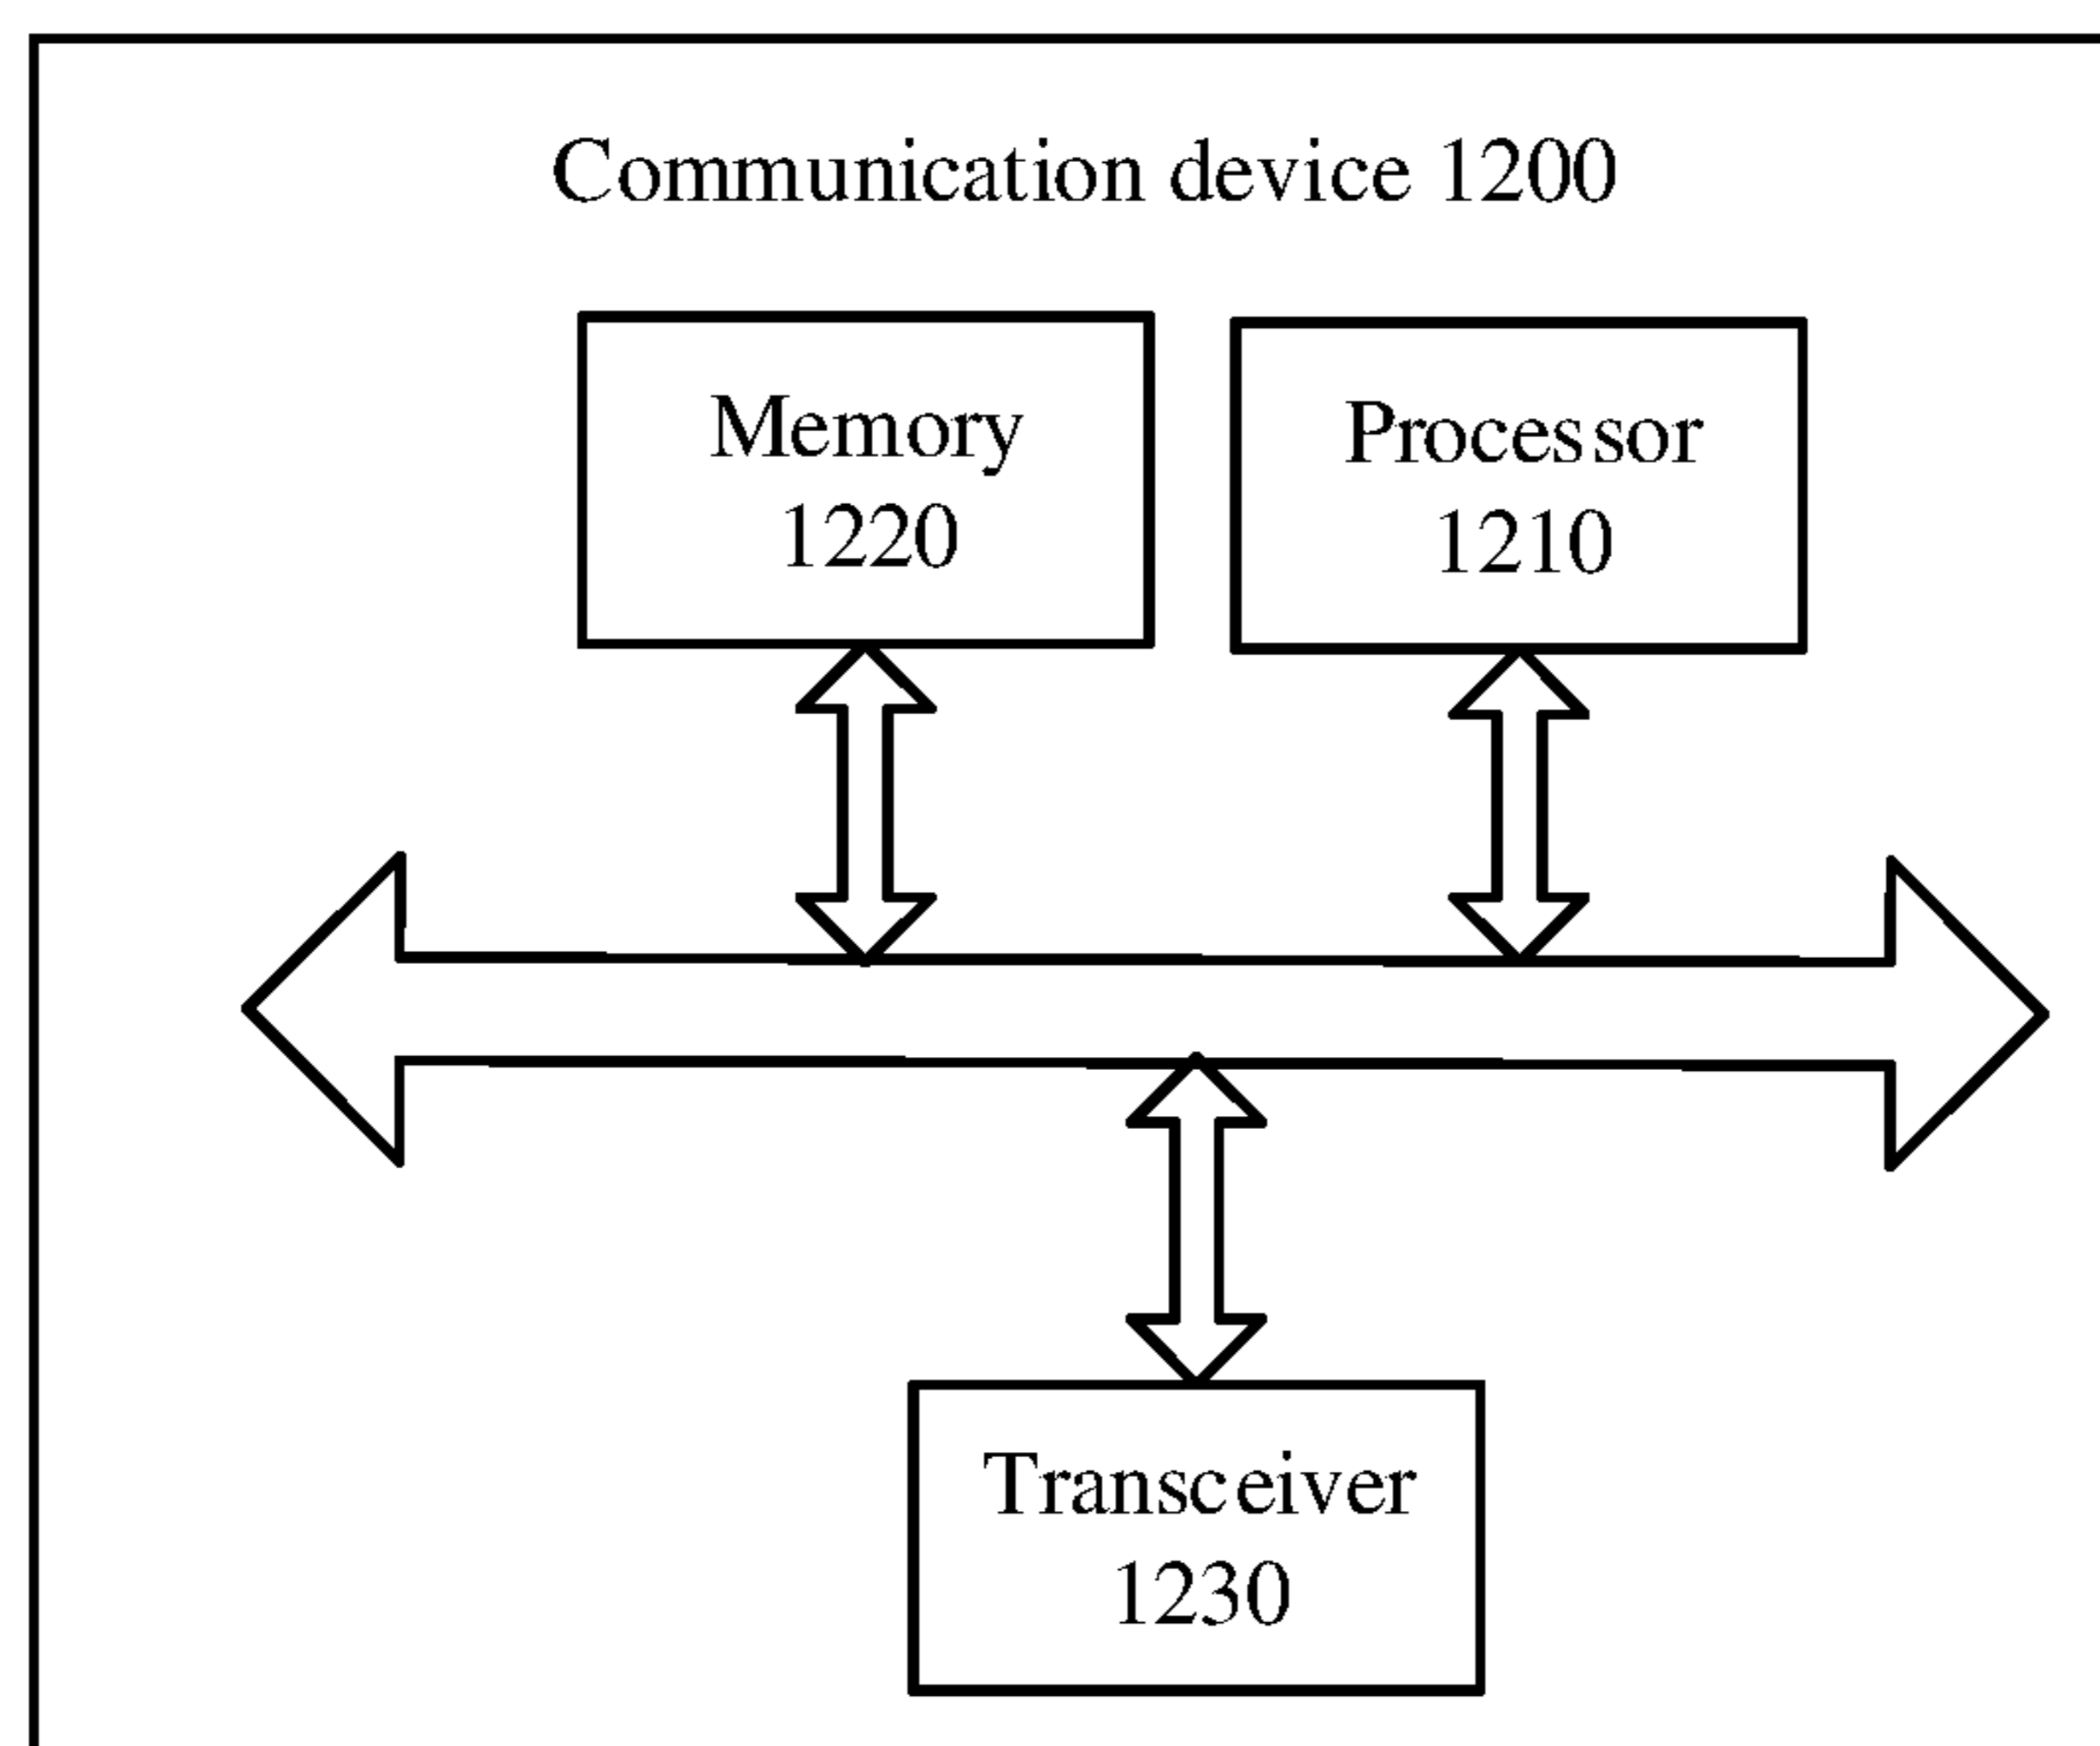 Communication device 1200
Memory
1220
Processor
1210
Transceiver
1230